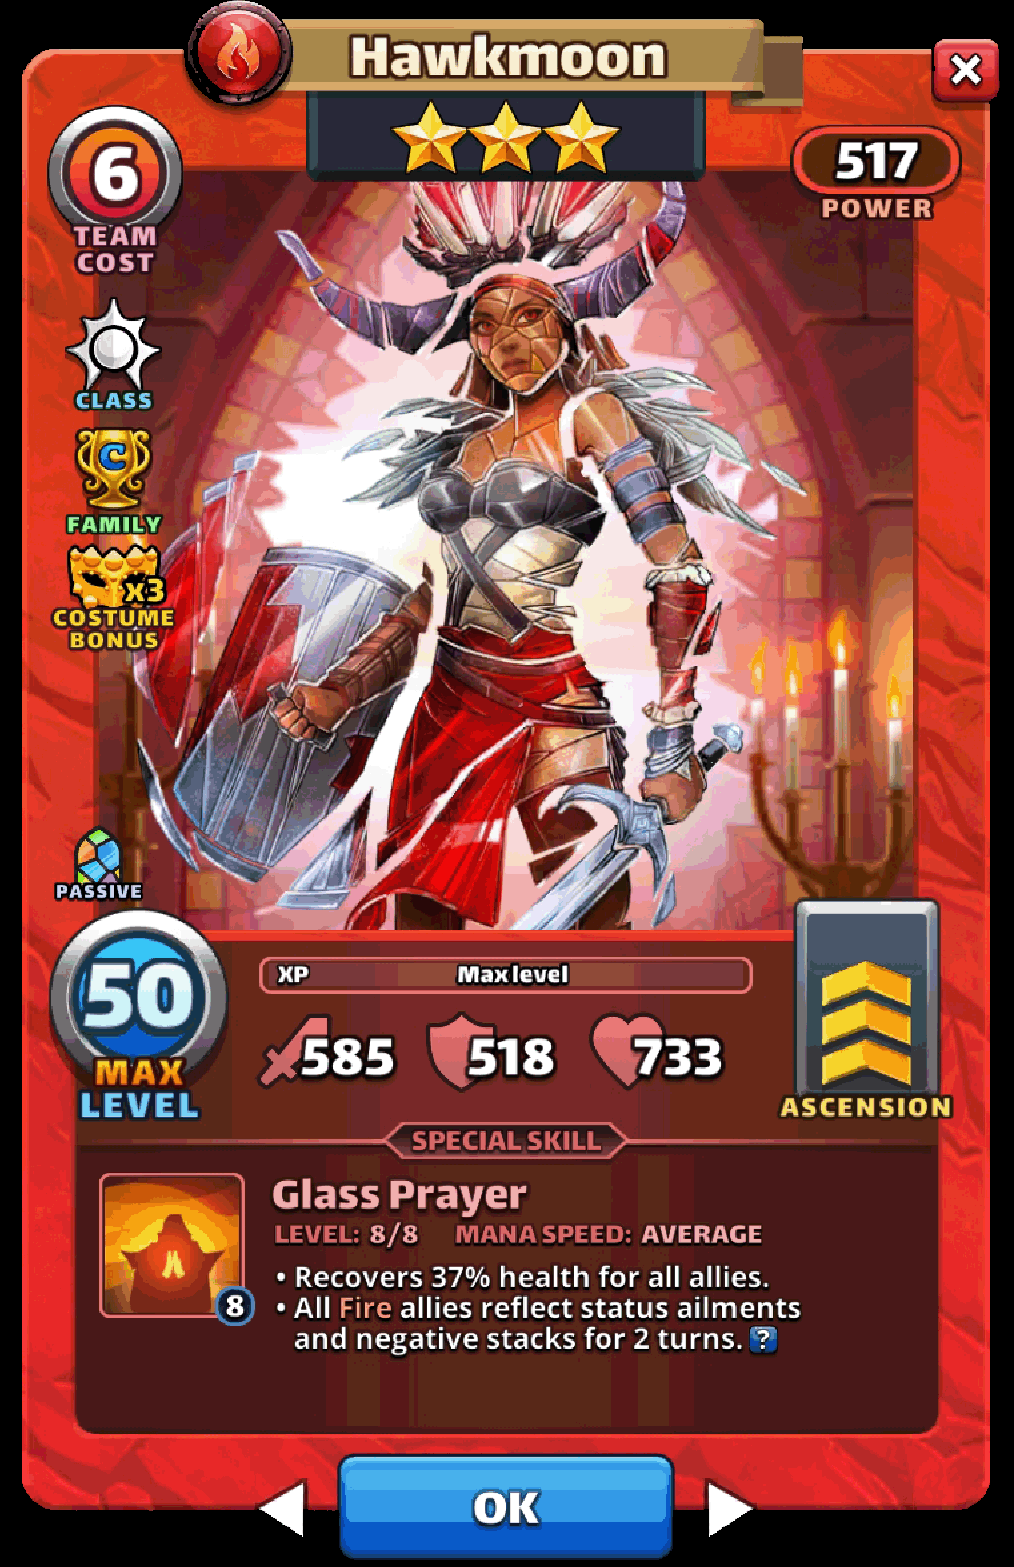 Hawkmoon
6
TEAM
COST
517
POWER
CLASS
C
FAMILY
x3
COSTUME
BONUS
PASSIVE
50
MAX
LEVEL
XP Max level
585 518 733
ASCENSION
SPECIAL SKILL
Glass Prayer
LEVEL: 8/8 MANA SPEED: AVERAGE
8
• Recovers 37% health for all allies.
• All Fire allies reflect status ailments
and negative stacks for 2 turns. ?
OK